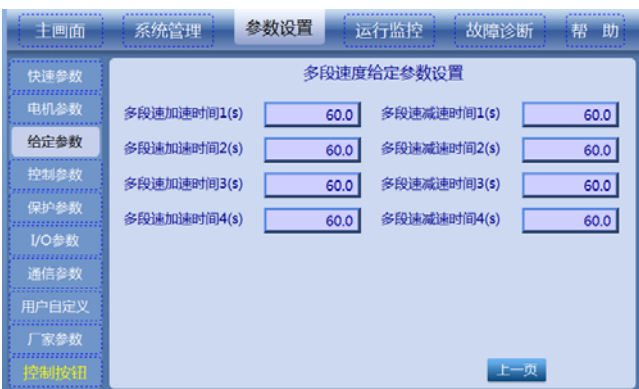 主画面 系统管理 参数设置 运行监控 故障诊断 帮 助
快速参数
电机参数
给定参数
控制参数
保护参数
I/O参数
通信参数
用户自定义
厂家参数
控制按钮
多段速度给定参数设置
多段速加速时间1(s) 60.0 多段速减速时间1(s) 60.0
多段速加速时间2(s) 60.0 多段速减速时间2(s) 60.0
多段速加速时间3(s) 60.0 多段速减速时间3(s) 60.0
多段速加速时间4(s) 60.0 多段速减速时间4(s) 60.0
上一页